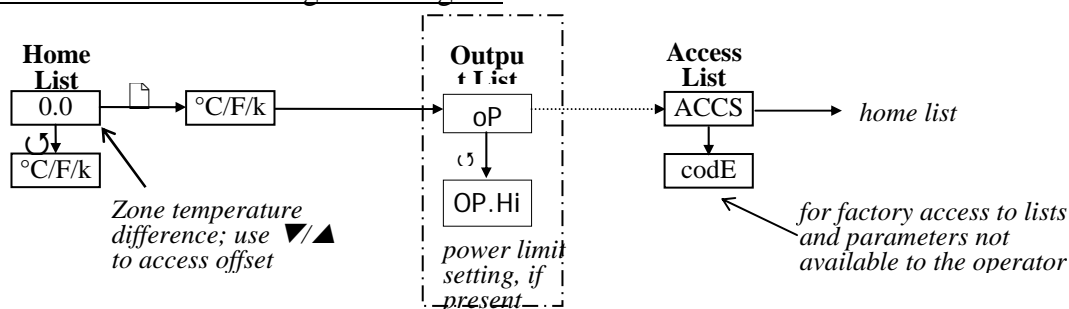 Home
List
0.0
°C/F/k
°C/F/k
Zone temperature
difference; use ▼/▲
to access offset
Outpu
t List
oP
OP.Hi
power limit
setting, if
present
Access
List
ACCS
codE
home list
for factory access to lists
and parameters not
available to the operator